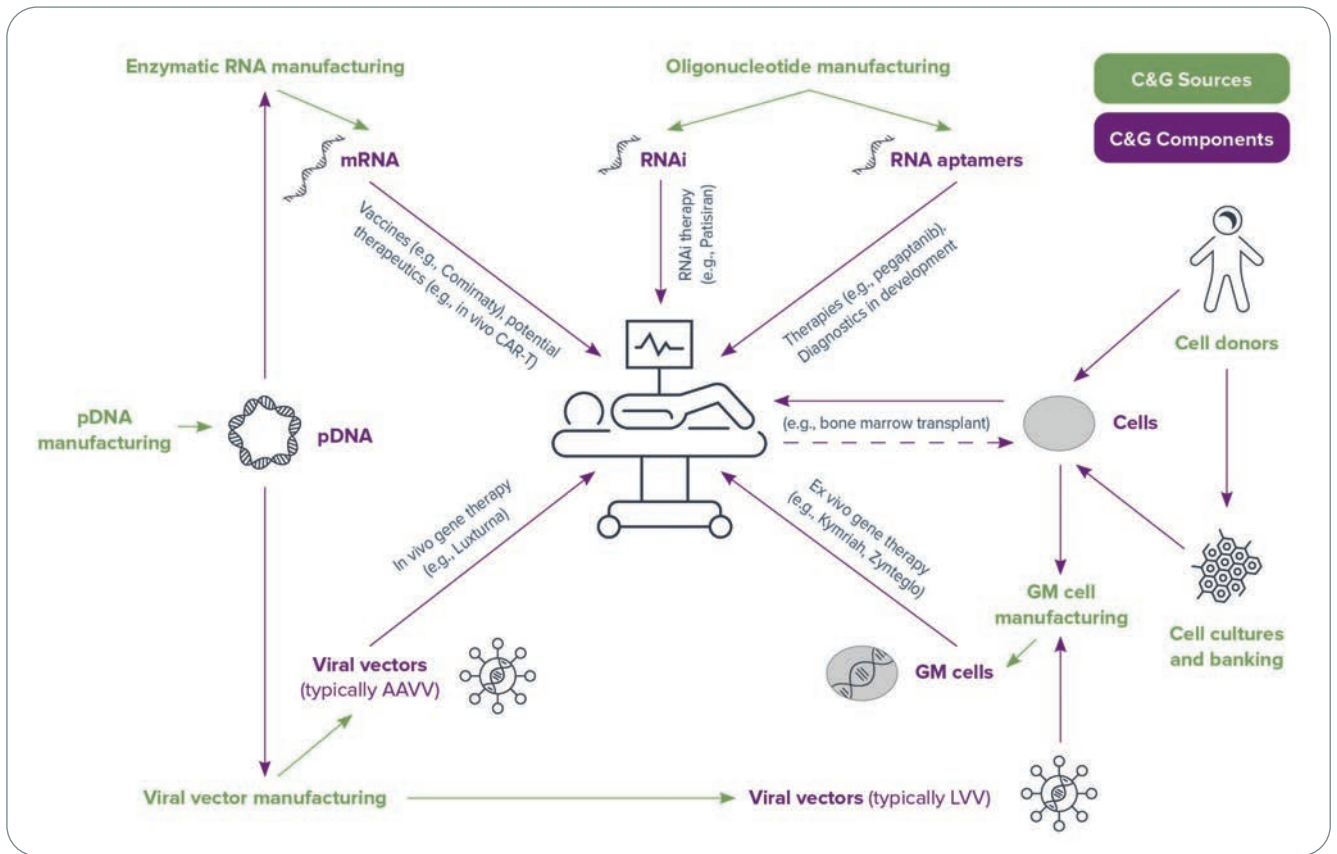 Enzymatic RNA manufacturing
Oligonucleotide manufacturing
C&G Sources
C&G Components
mRNA
RNAi
RNA aptamers
Vaccines (e.g., Comirnaty), potential
therapeutics (e.g., in vivo CAR-T)
RNAi therapy
(e.g., Patisiran)
Therapies (e.g., pegaptanib),
Diagnostics in development
Cell donors
pDNA
manufacturing
pDNA
(e.g., bone marrow transplant)
Cells
In vivo gene therapy
(e.g., Luxturna)
Ex vivo gene therapy
(e.g., Kymriah, Zynteglo)
GM cell
manufacturing
Cell cultures
and banking
Viral vectors
(typically AAVV)
GM cells
Viral vector manufacturing
Viral vectors (typically LVV)